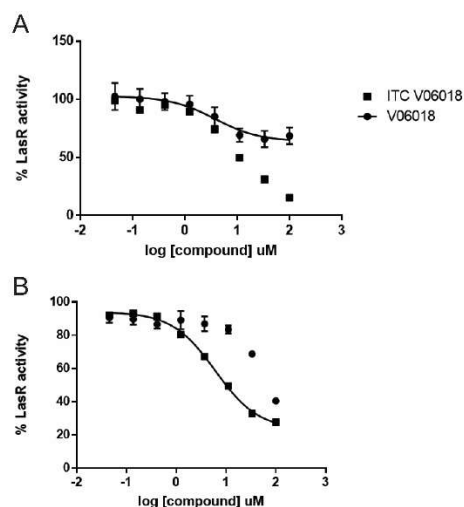 A
150
100
50
0
% LasR activity
-2 -1 0 1 2 3
log [compound] uM
ITC V06018
V06018
B
100
80
60
40
20
0
% LasR activity
-2 -1 0 1 2 3
log [compound] uM